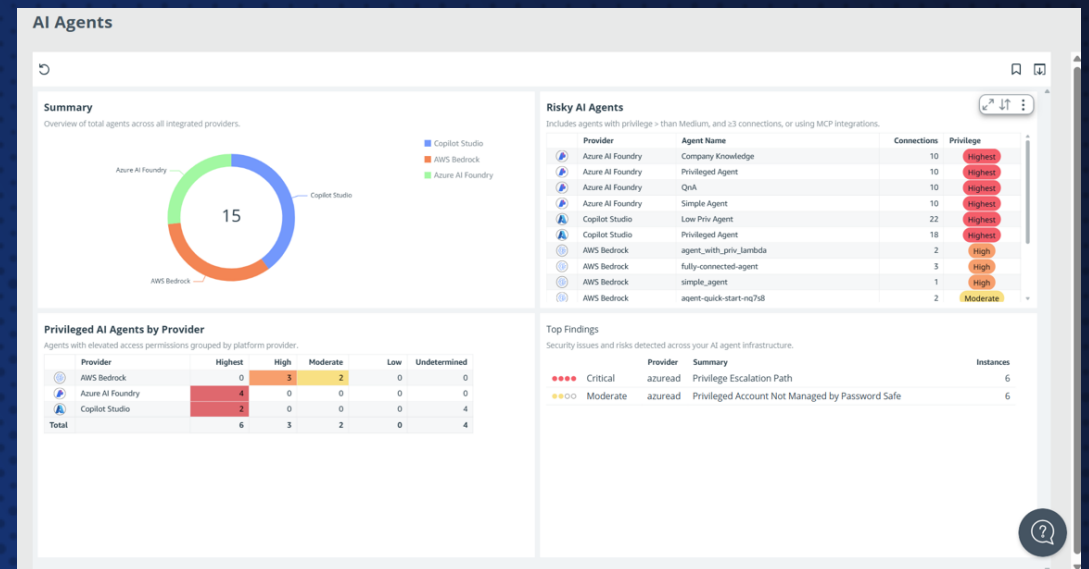 AI Agents
Summary
Overview of total agents across all integrated providers.
Copilot Studio
AWS Bedrock
Azure AI Foundry
Azure AI Foundry
Copilot Studio
15
AWS Bedrock
Risky AI Agents
Includes agents with privilege > than Medium, and ≥3 connections, or using MCP integrations.
Provider Agent Name Connections Privilege
Azure AI Foundry Company Knowledge 10 Highest
Azure AI Foundry Privileged Agent 10 Highest
Azure AI Foundry QnA 10 Highest
Azure AI Foundry Simple Agent 10 Highest
Copilot Studio Low Priv Agent 22 Highest
Copilot Studio Privileged Agent 18 Highest
AWS Bedrock agent_with_priv_lambda 2 High
AWS Bedrock fully-connected-agent 3 High
AWS Bedrock simple_agent 1 High
AWS Bedrock agent-quick-start-nq7s8 2 Moderate
Privileged AI Agents by Provider
Agents with elevated access permissions grouped by platform provider.
Provider Highest High Moderate Low Undetermined
AWS Bedrock 0 3 2 0 0
Azure AI Foundry 4 0 0 0 0
Copilot Studio 2 0 0 0 4
Total 6 3 2 0 4
Top Findings
Security issues and risks detected across your AI agent infrastructure.
Provider Summary Instances
Critical azuread Privilege Escalation Path 6
Moderate azuread Privileged Account Not Managed by Password Safe 6